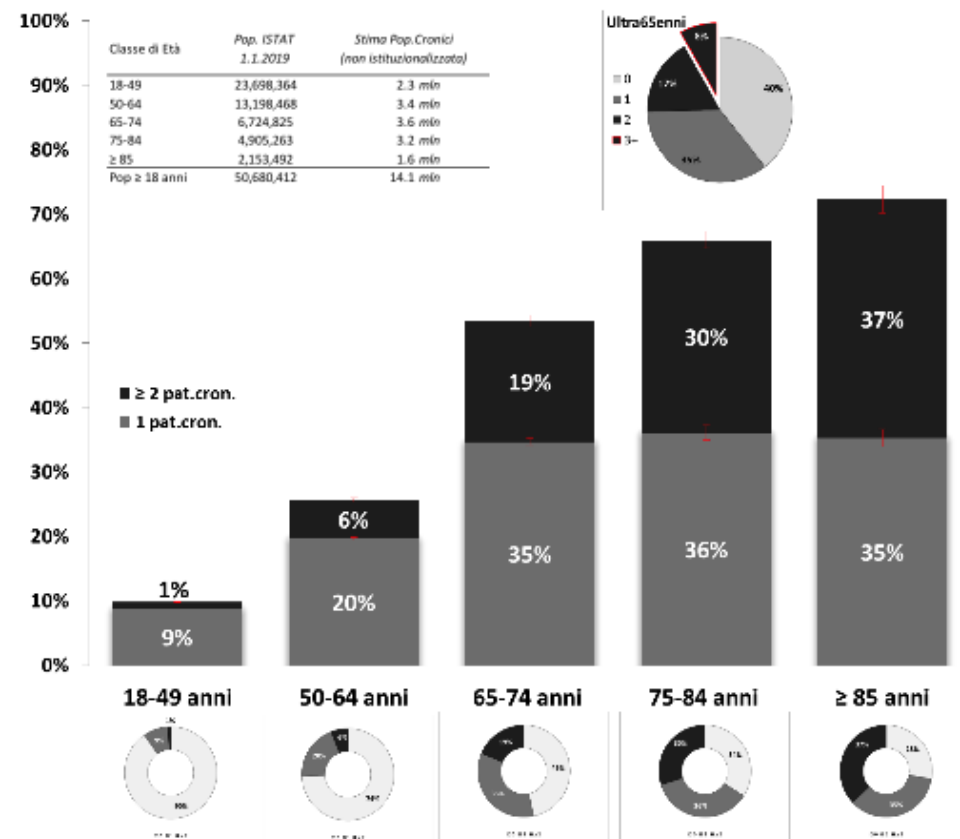 100%
90%
80%
70%
60%
50%
40%
30%
20%
10%
0%
Classe di Età Pop. ISTAT 1.1.2019 Stima Pop.Cronici (non istituzionalizzata)
18-49 23,698,364 2.3 mln
50-64 13,198,468 3.4 mln
65-74 6,724,825 3.6 mln
75-84 4,905,263 3.2 mln
≥ 85 2,153,492 1.6 mln
Pop ≥ 18 anni 50,680,412 14.1 mln
Ultra65enni
0
1
2
3+
8%
17%
40%
≥ 2 pat.cron.
1 pat.cron.
1%
9%
6%
20%
19%
35%
30%
36%
37%
35%
18-49 anni
50-64 anni
65-74 anni
75-84 anni
≥ 85 anni